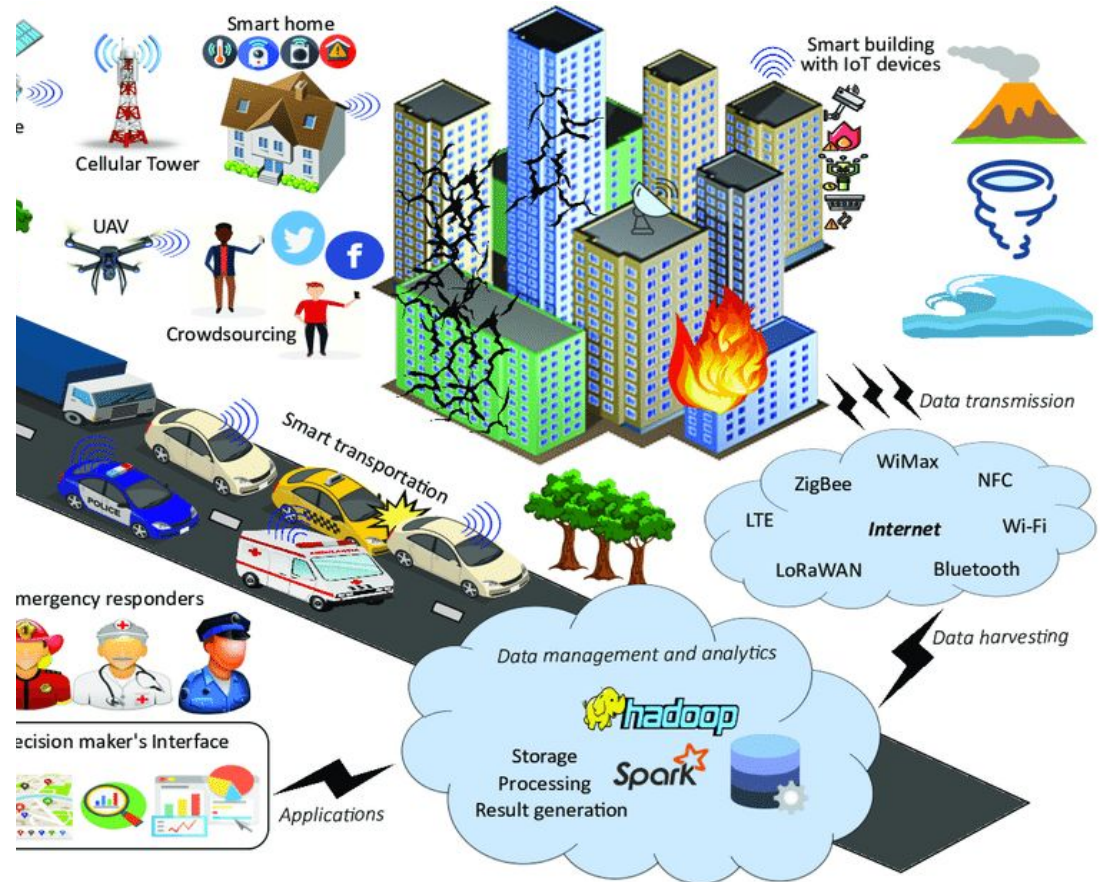 Smart home
Smart building
with IoT devices
e
Cellular Tower
UAV
Crowdsourcing
Smart transportation
POLICE
Data transmission
WiMax
ZigBee
NFC
LTE
Internet
Wi-Fi
LoRaWAN
Bluetooth
mergency responders
Data harvesting
Data management and analytics
hadoop
Storage
Spark
Processing
Result generation
ecision maker's Interface
Applications